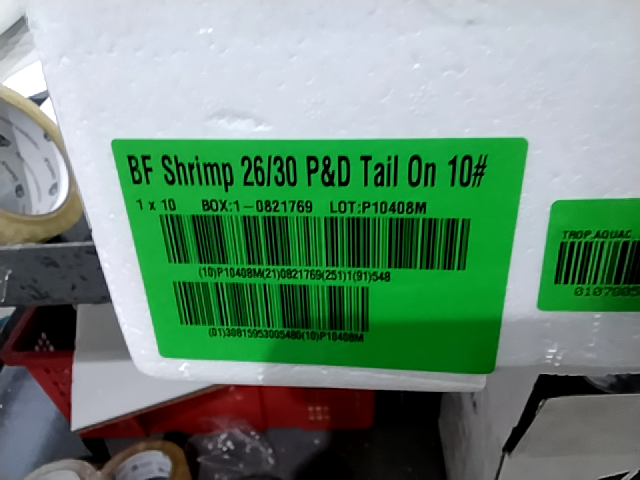 BF Shrimp 26/30 P&D Tail On 10#
1 x 10 BOX:1-0821769 LOT:P10408M
(10)P10408M(21)0821769(251)1(91)548
(01)30815953005480(10)P10408M
TROP.AQUAC